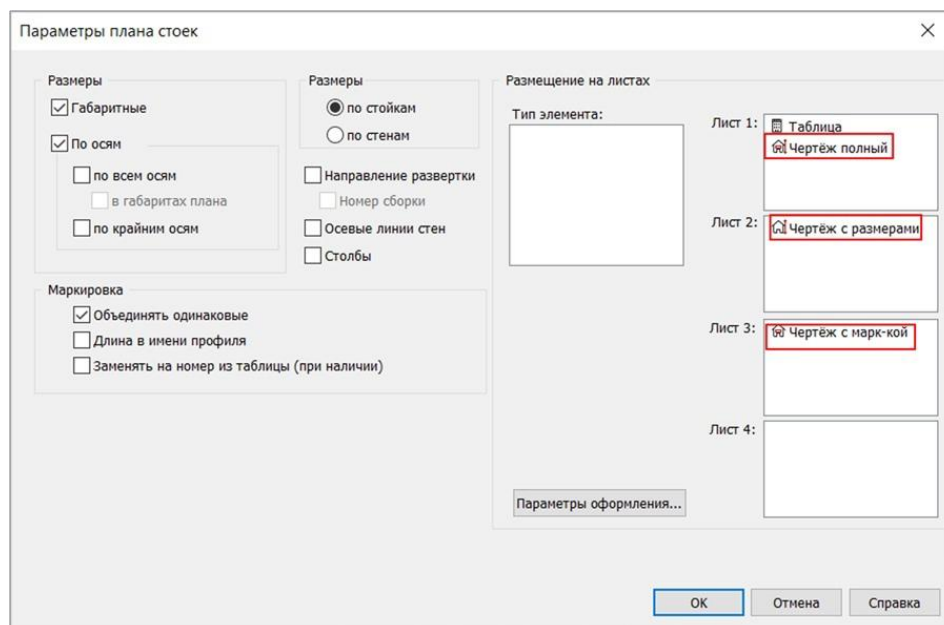 Параметры плана стоек
Размеры
Габаритные
По осям
по всем осям
в габаритах плана
по крайним осям
Размеры
по стойкам
по стенам
Направление развертки
Номер сборки
Осевые линии стен
Столбы
Маркировка
Объединять одинаковые
Длина в имени профиля
Заменять на номер из таблицы (при наличии)
Размещение на листах
Тип элемента:
Лист 1:
Таблица
Чертёж полный
Лист 2:
Чертёж с размерами
Лист 3:
Чертёж с марк-кой
Лист 4:
Параметры оформления...
ОК
Отмена
Справка